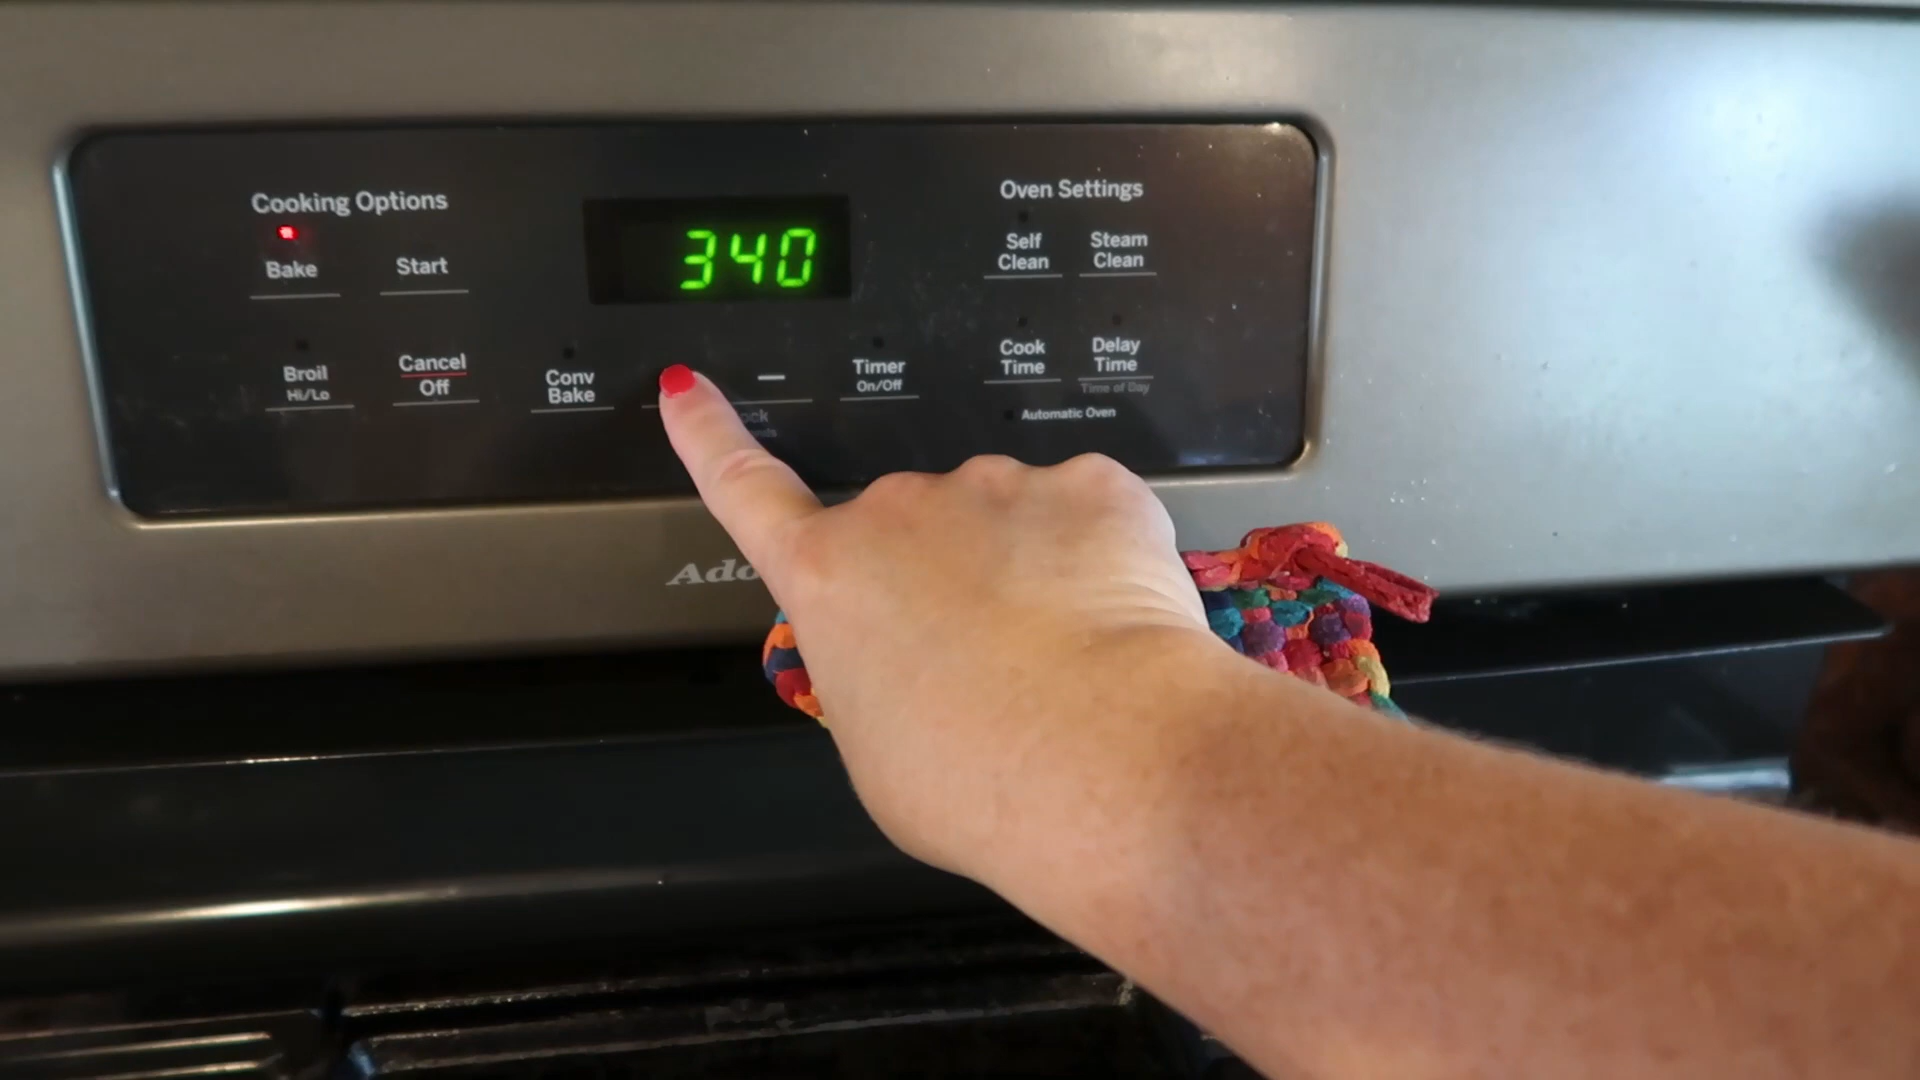 Cooking Options
Bake
Start
Broil
Hi/Lo
Cancel
Off
340
Conv
Bake
—
Timer
On/Off
Oven Settings
Self
Clean
Steam
Clean
Cook
Time
Delay
Time
Time of Day
Automatic Oven